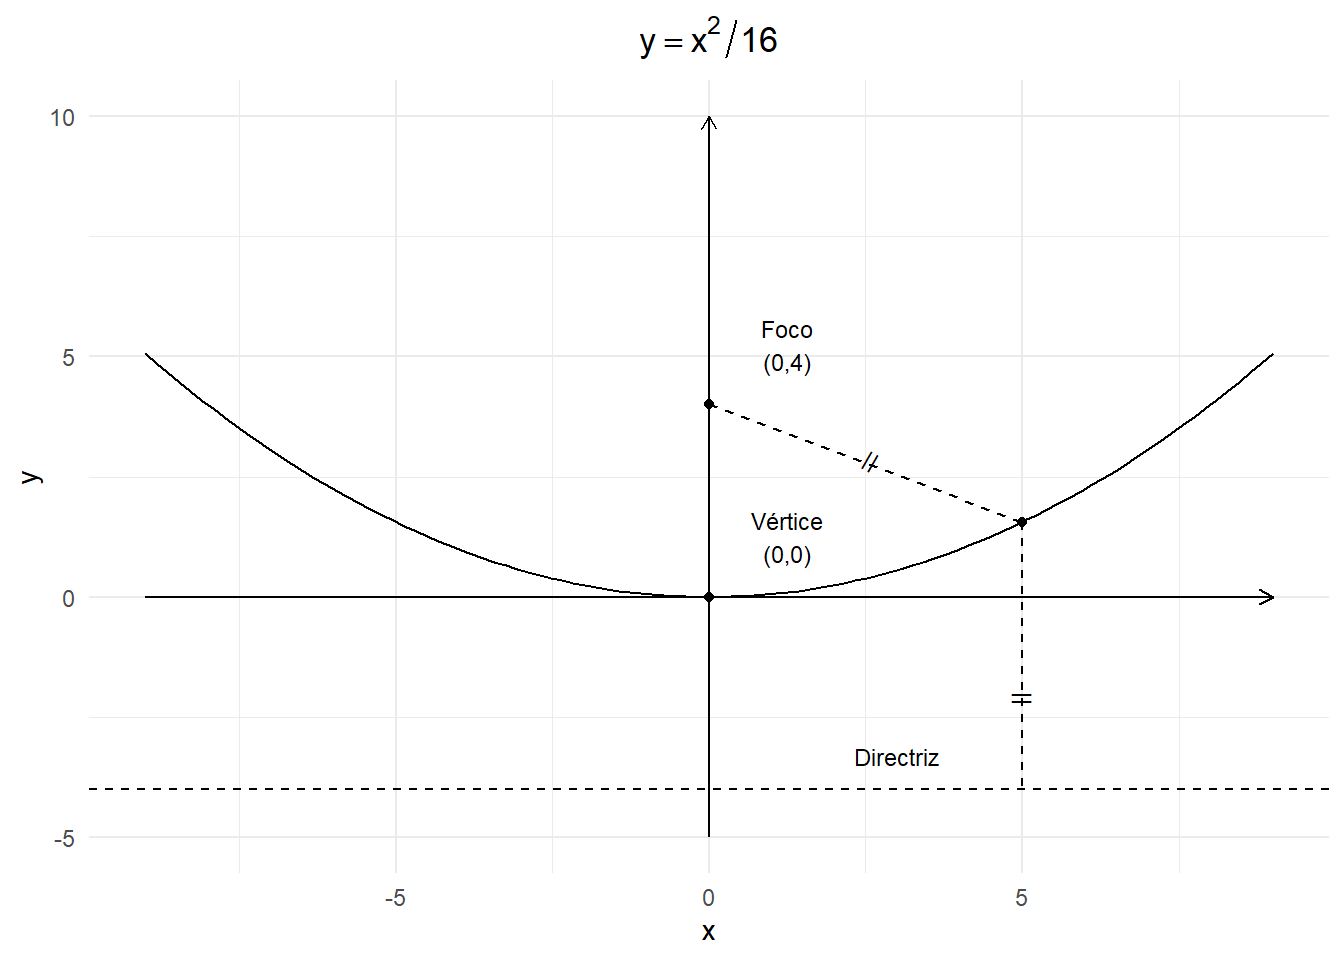 y = x²/16
10
5
0
-5
y
Foco
(0,4)
Vértice
(0,0)
Directriz
-5
0
5
x